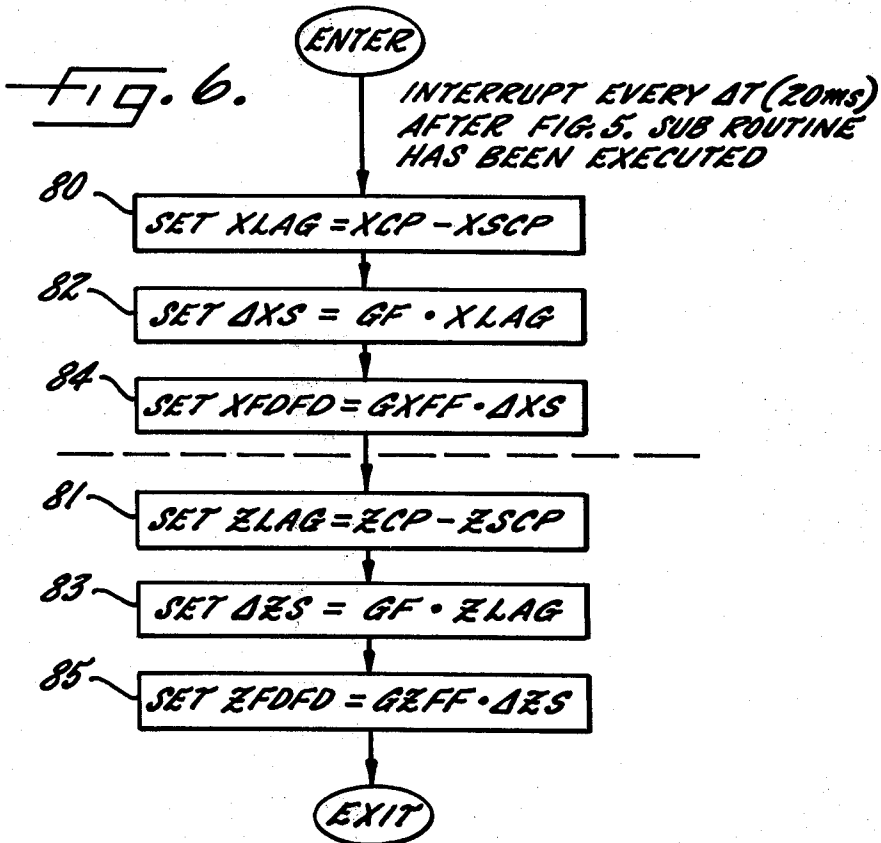 Fig. 6.
ENTER
INTERRUPT EVERY ΔT (20ms)
AFTER FIG. 5. SUB ROUTINE
HAS BEEN EXECUTED
80
SET XLAG = XCP - XSCP
82
SET ΔXS = GF • XLAG
84
SET XFDFD = GXFF • ΔXS
81
SET ZLAG = ZCP - ZSCP
83
SET ΔZS = GF • ZLAG
85
SET ZFDFD = GZFF • ΔZS
EXIT